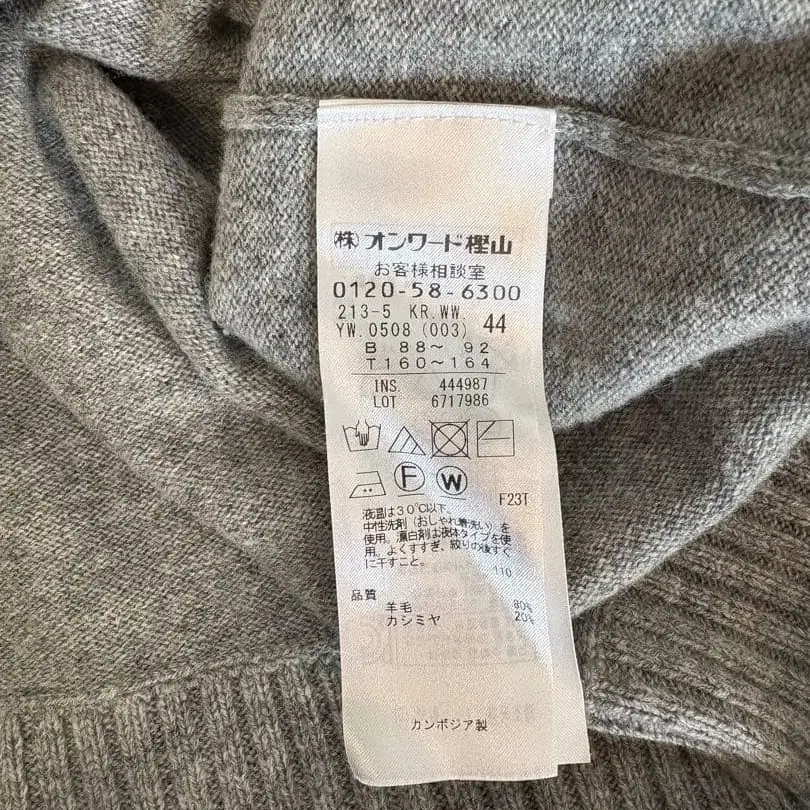 (株)オンワード樫山
お客様相談室
0120-58-6300
213-5 KR.WW.
YW.0508(003) 44
B 88～ 92
T160～164
INS. 444987
LOT 6717986
F W
F23T
液温は30℃以下。
中性洗剤(おしゃれ着洗い)を
使用。漂白剤は液体タイプを使
用。よくすすぎ、絞りの後すぐ
に干すこと。
110
品質
羊毛 80%
カシミヤ 20%
カンボジア製